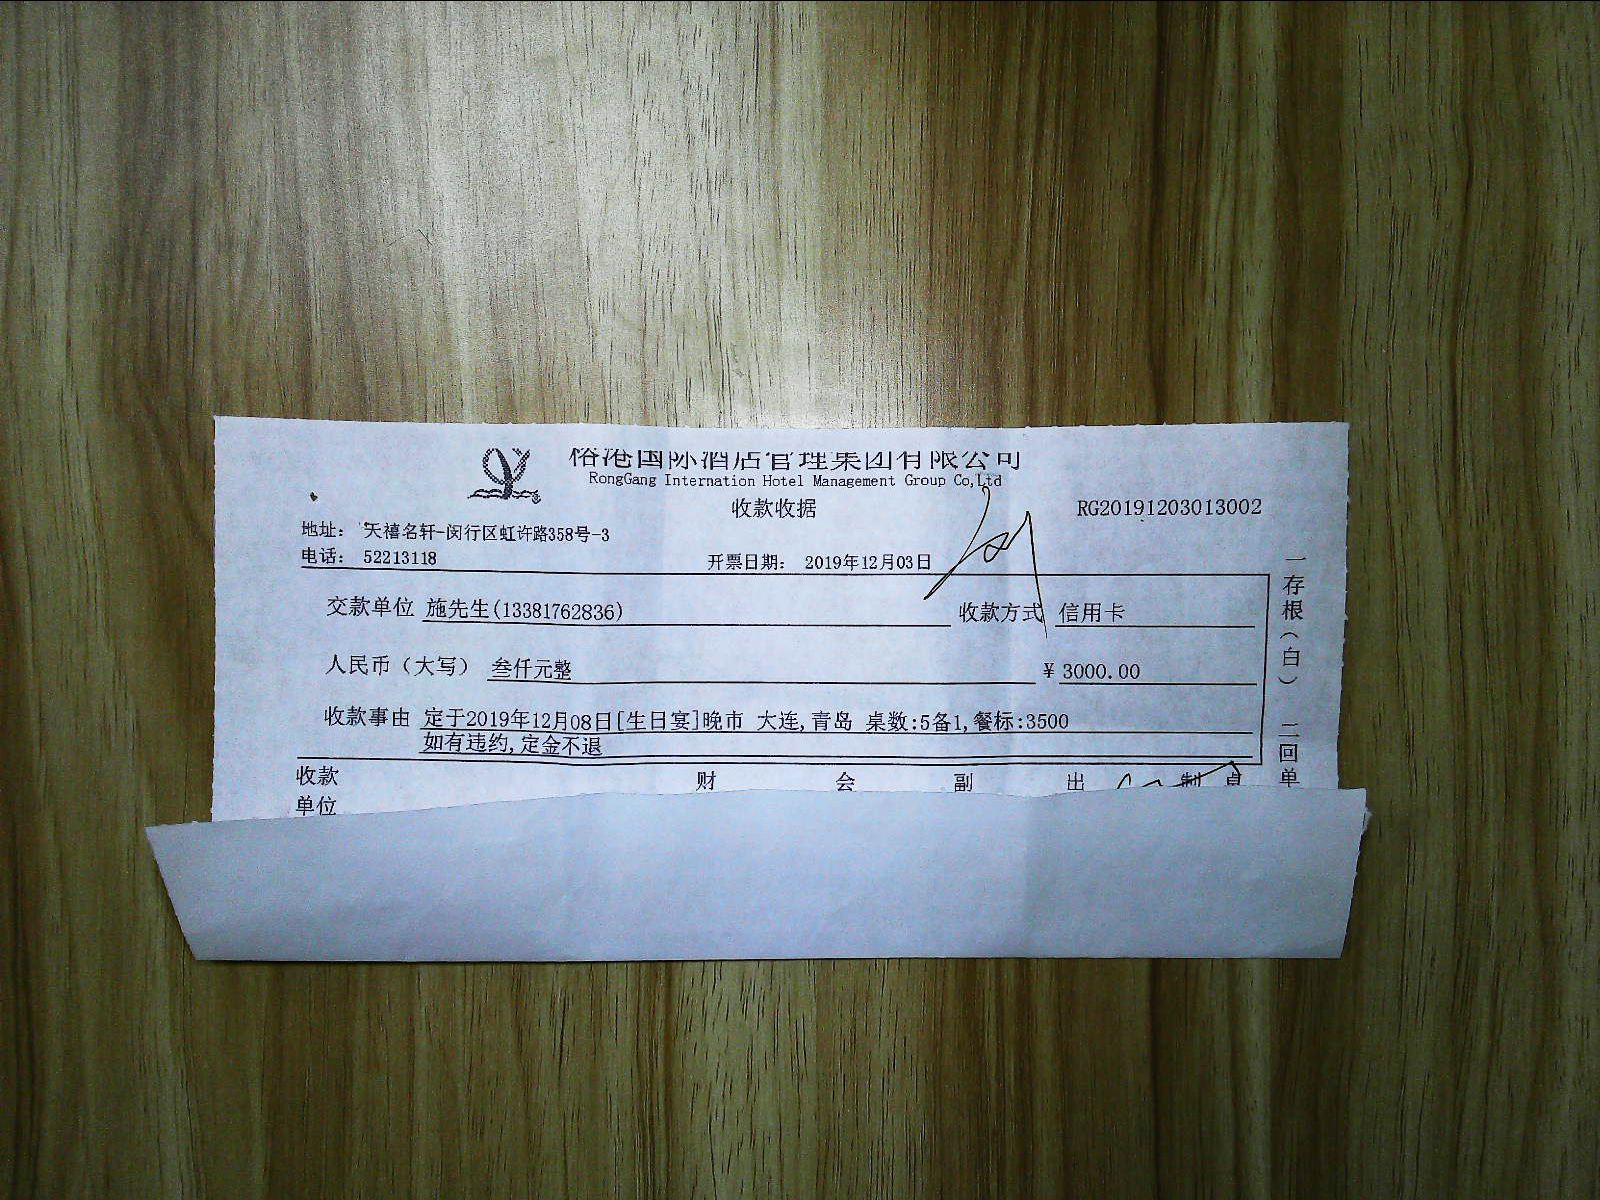 榕港国际酒店管理集团有限公司
RongGang Internation Hotel Management Group Co,Ltd
收款收据
RG20191203013002
地址： 天禧名轩-闵行区虹许路358号-3
电话： 52213118
开票日期： 2019年12月03日
交款单位 施先生(13381762836)
收款方式 信用卡
人民币（大写） 叁仟元整
¥ 3000.00
收款事由 定于2019年12月08日[生日宴]晚市 大连,青岛 桌数:5备1,餐标:3500
如有违约,定金不退
收款
单位
财 会 副 出 制
一存根（白） 二回单